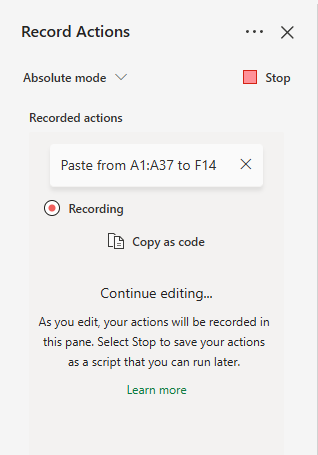 Record Actions
Absolute mode
Stop
Recorded actions
Paste from A1:A37 to F14
Recording
Copy as code
Continue editing...
As you edit, your actions will be recorded in
this pane. Select Stop to save your actions
as a script that you can run later.
Learn more